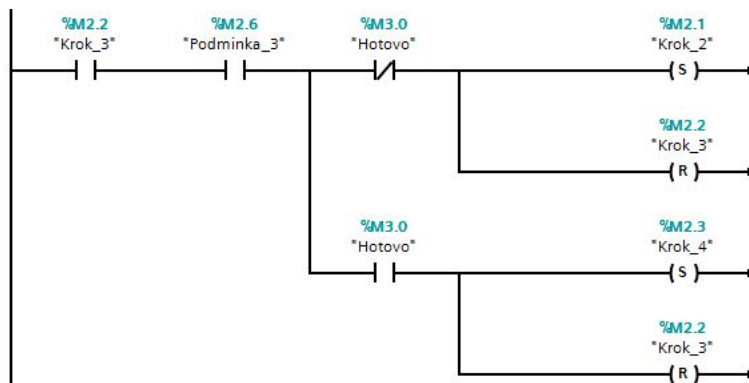 %M2.2 %M2.6 %M3.0 %M2.1
"Krok_3" "Podminka_3" "Hotovo" "Krok_2"
S
%M2.2
"Krok_3"
R
%M3.0 %M2.3
"Hotovo" "Krok_4"
S
%M2.2
"Krok_3"
R